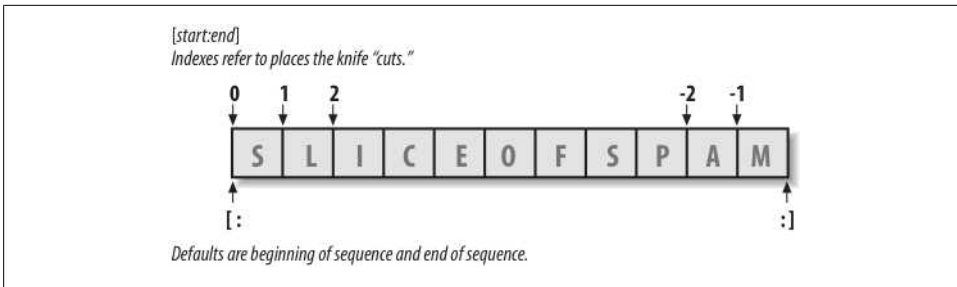 [start:end]
Indexes refer to places the knife “cuts.”
0 1 2 -2 -1
S L I C E O F S P A M
[: :]
Defaults are beginning of sequence and end of sequence.